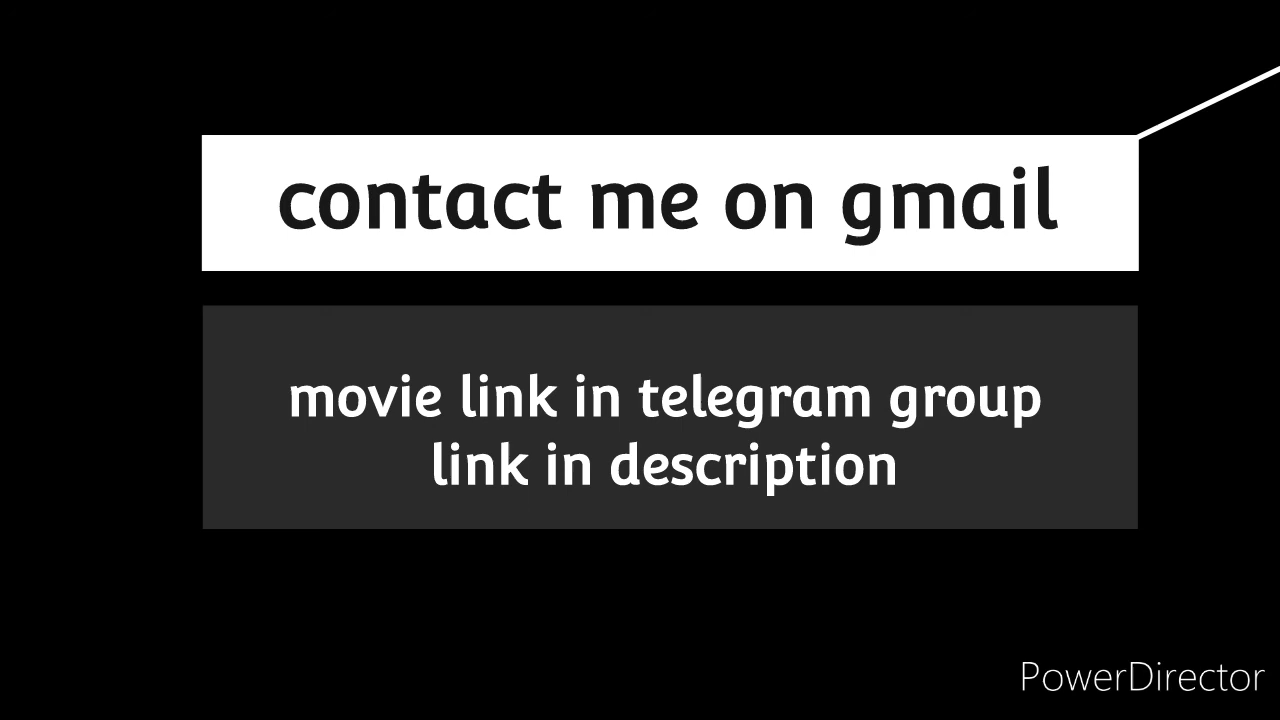 contact me on gmail
movie link in telegram group
link in description
PowerDirector